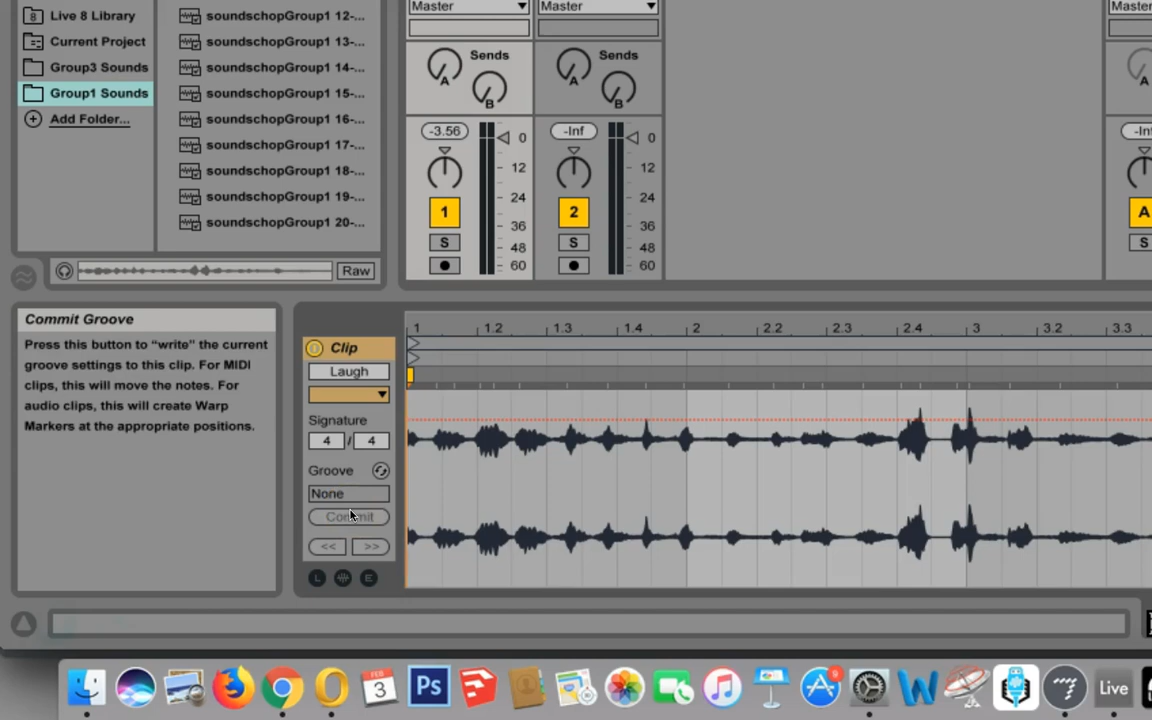 Live 8 Library
Current Project
Group3 Sounds
Group1 Sounds
Add Folder...
soundschopGroup1 12-...
soundschopGroup1 13-...
soundschopGroup1 14-...
soundschopGroup1 15-...
soundschopGroup1 16-...
soundschopGroup1 17-...
soundschopGroup1 18-...
soundschopGroup1 19-...
soundschopGroup1 20-...
Raw
Master
Master
Master
Sends
A
B
Sends
A
B
A
-3.56
0
12
24
36
48
60
1
S
-Inf
0
12
24
36
48
60
2
S
A
S
Commit Groove
Press this button to “write” the current
groove settings to this clip. For MIDI
clips, this will move the notes. For
audio clips, this will create Warp
Markers at the appropriate positions.
Clip
Laugh
Signature
4 / 4
Groove
None
Commit
<< >>
L E
1 1.2 1.3 1.4 2 2.2 2.3 2.4 3 3.2 3.3
FEB
3
Ps
9
Live